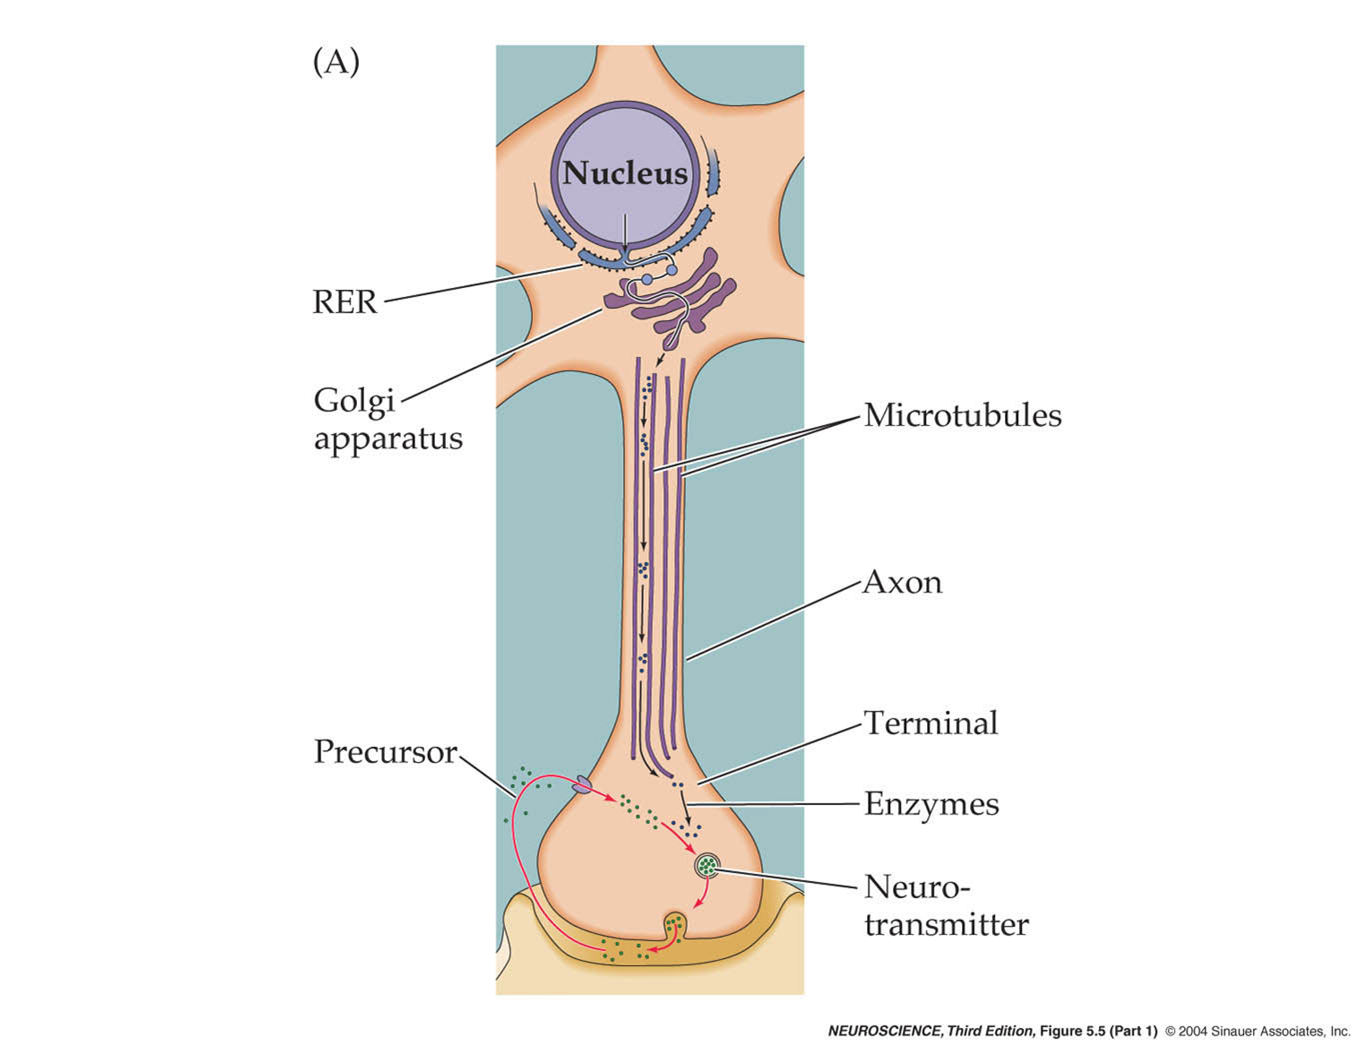 (A)
Nucleus
RER
Golgi
apparatus
Microtubules
Axon
Terminal
Precursor
Enzymes
Neuro-
transmitter
NEUROSCIENCE, Third Edition, Figure 5.5 (Part 1) © 2004 Sinauer Associates, Inc.